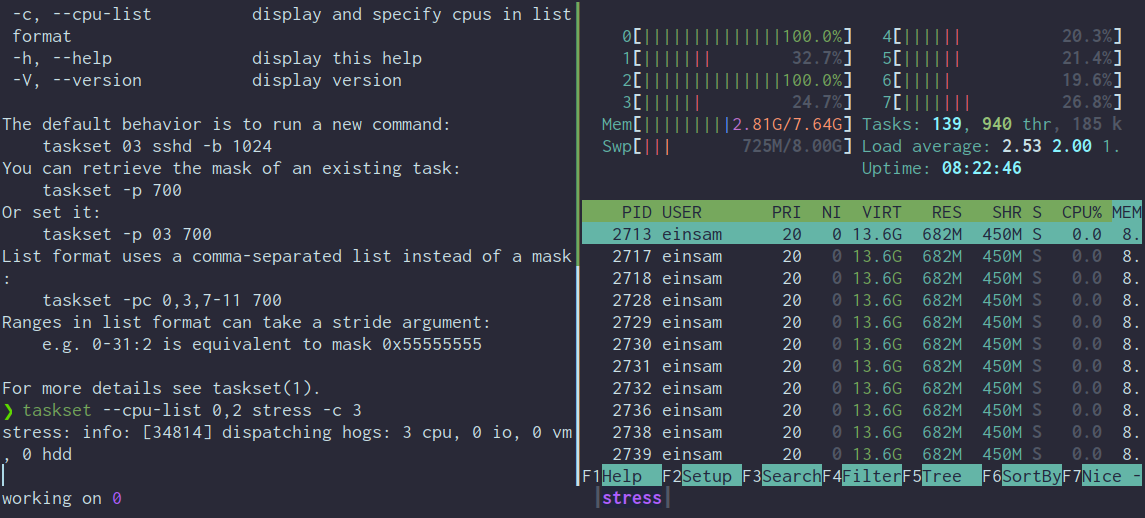 -c, --cpu-list          display and specify cpus in list
format
-h, --help              display this help
-V, --version           display version
The default behavior is to run a new command:
    taskset 03 sshd -b 1024
You can retrieve the mask of an existing task:
    taskset -p 700
Or set it:
    taskset -p 03 700
List format uses a comma-separated list instead of a mask
:
    taskset -pc 0,3,7-11 700
Ranges in list format can take a stride argument:
    e.g. 0-31:2 is equivalent to mask 0x55555555
For more details see taskset(1).
❯ taskset --cpu-list 0,2 stress -c 3
stress: info: [34814] dispatching hogs: 3 cpu, 0 io, 0 vm
, 0 hdd
working on 0
0[||||||||||||||100.0%]   4[||||||          20.3%]
1[|||||||        32.7%]   5[||||||          21.4%]
2[||||||||||||||100.0%]   6[|||||           19.6%]
3[||||||         24.7%]   7[|||||||         26.8%]
Mem[|||||||||2.81G/7.64G] Tasks: 139, 940 thr, 185 k
Swp[|||       725M/8.00G] Load average: 2.53 2.00 1.
Uptime: 08:22:46
PID USER      PRI  NI  VIRT   RES   SHR S  CPU% MEM
2713 einsam     20   0 13.6G  682M  450M S   0.0  8.
2717 einsam     20   0 13.6G  682M  450M S   0.0  8.
2718 einsam     20   0 13.6G  682M  450M S   0.0  8.
2728 einsam     20   0 13.6G  682M  450M S   0.0  8.
2729 einsam     20   0 13.6G  682M  450M S   0.0  8.
2730 einsam     20   0 13.6G  682M  450M S   0.0  8.
2731 einsam     20   0 13.6G  682M  450M S   0.0  8.
2732 einsam     20   0 13.6G  682M  450M S   0.0  8.
2736 einsam     20   0 13.6G  682M  450M S   0.0  8.
2738 einsam     20   0 13.6G  682M  450M S   0.0  8.
2739 einsam     20   0 13.6G  682M  450M S   0.0  8.
F1Help  F2Setup F3SearchF4FilterF5Tree  F6SortByF7Nice -
|stress|